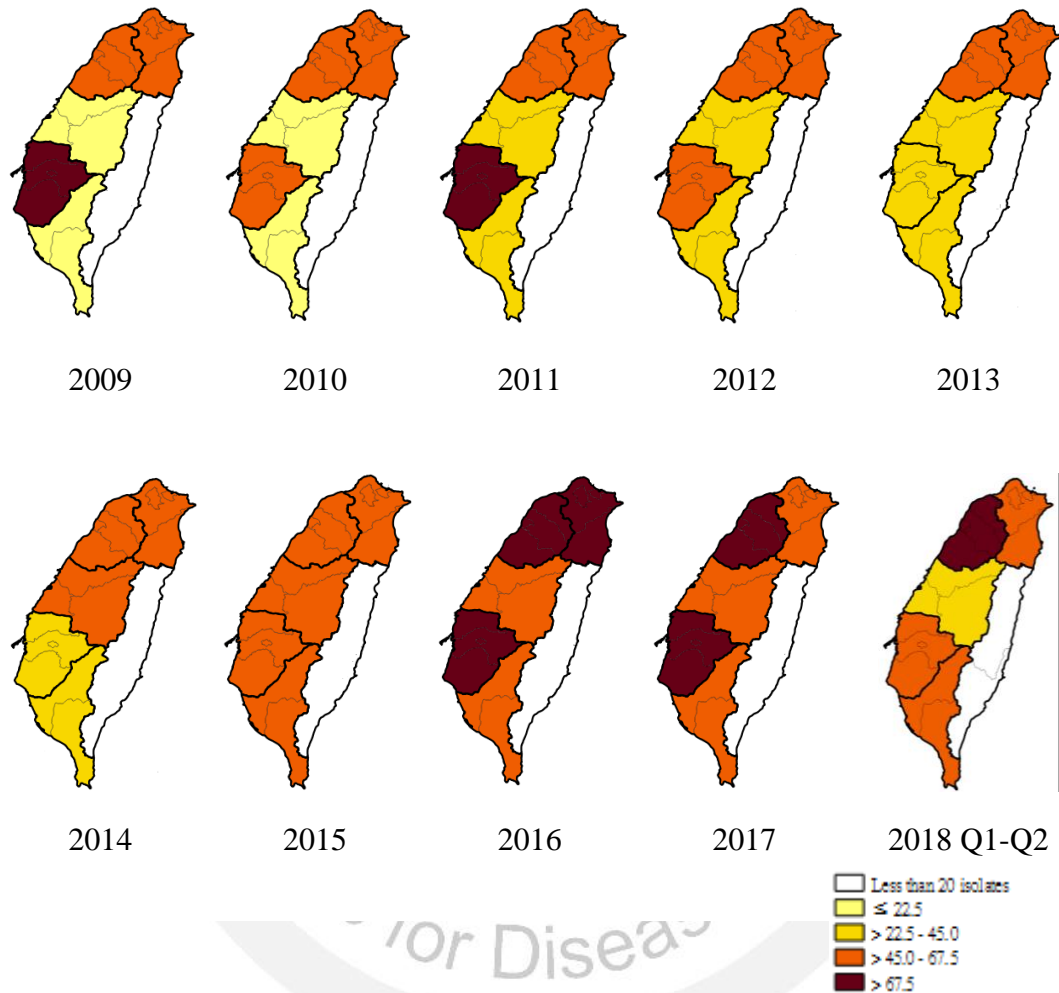 2009 2010 2011 2012 2013
2014 2015 2016 2017 2018 Q1-Q2
Less than 20 isolates
≤ 22.5
> 22.5 - 45.0
> 45.0 - 67.5
> 67.5
for Diseas